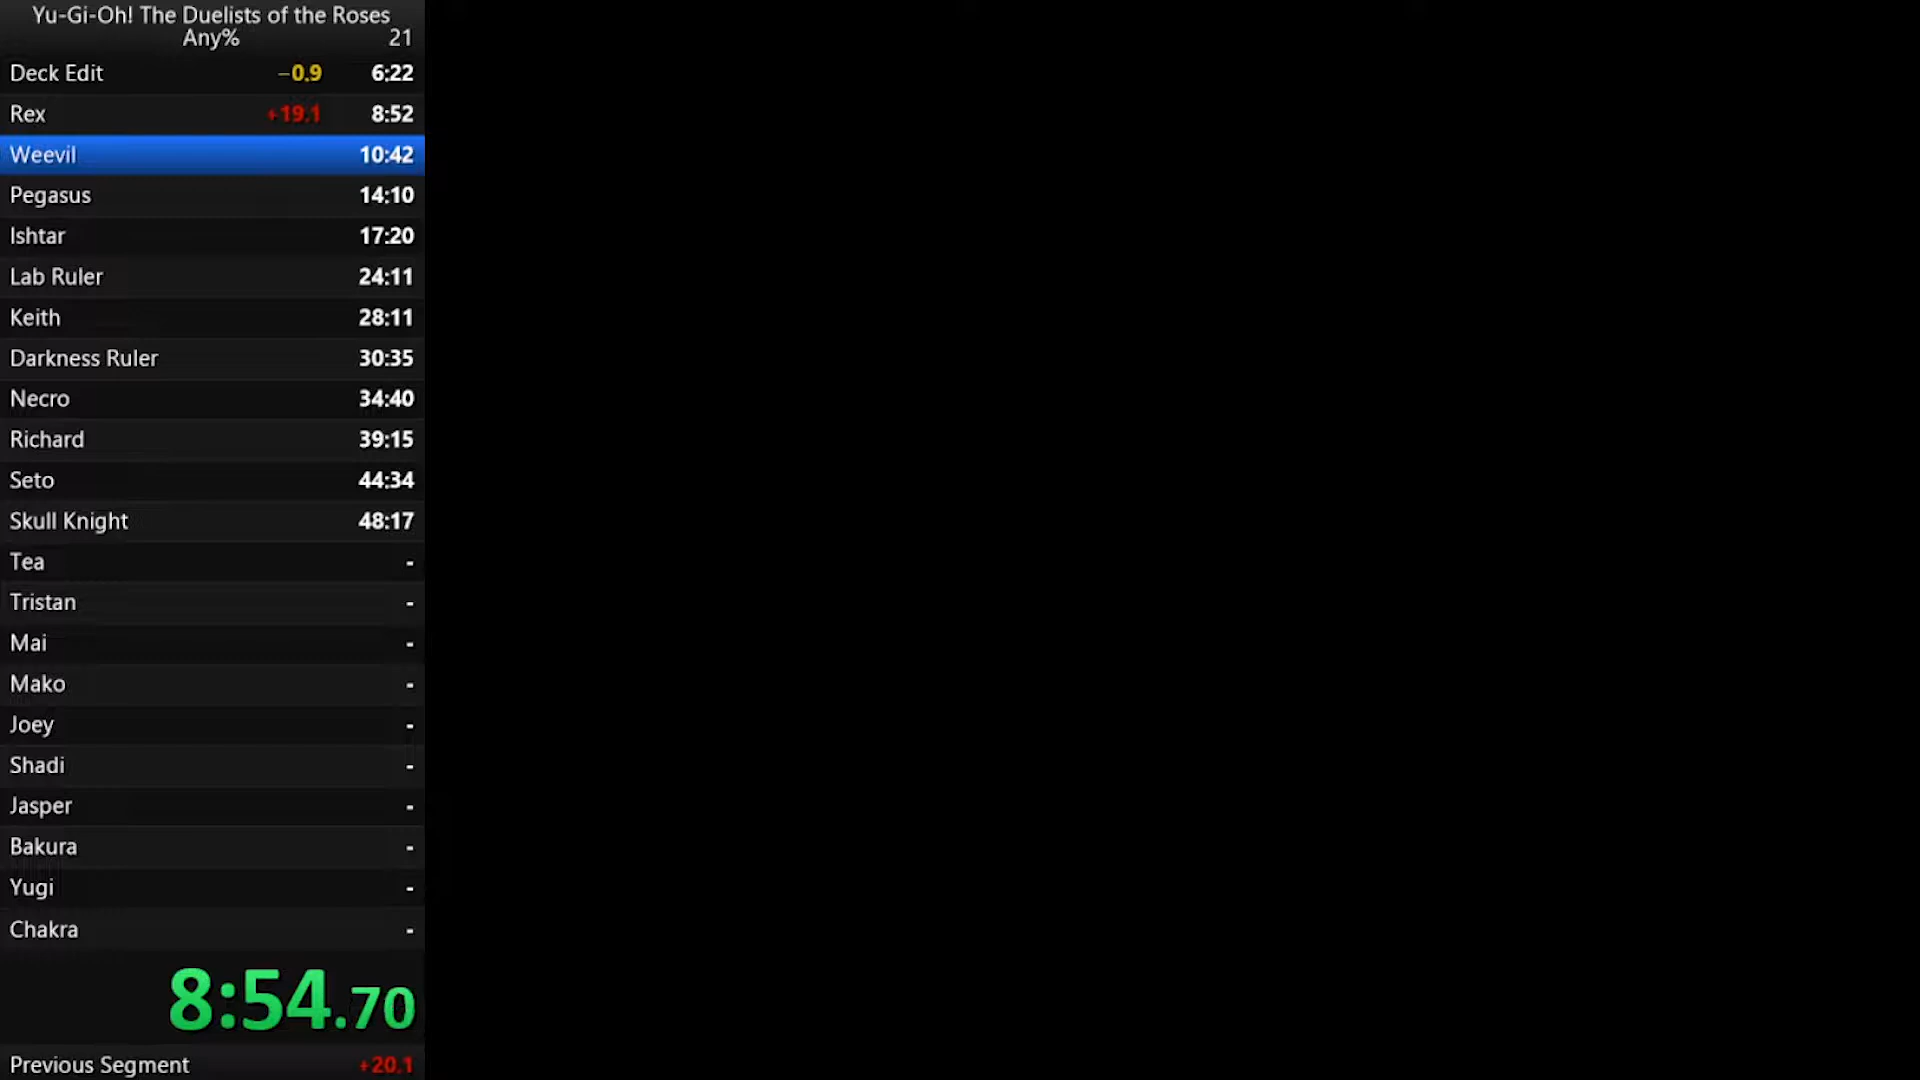 Yu-Gi-Oh! The Duelists of the Roses
Any% 21
Deck Edit −0.9 6:22
Rex +19.1 8:52
Weevil 10:42
Pegasus 14:10
Ishtar 17:20
Lab Ruler 24:11
Keith 28:11
Darkness Ruler 30:35
Necro 34:40
Richard 39:15
Seto 44:34
Skull Knight 48:17
Tea -
Tristan -
Mai -
Mako -
Joey -
Shadi -
Jasper -
Bakura -
Yugi -
Chakra -
8:54.70
Previous Segment +20.1